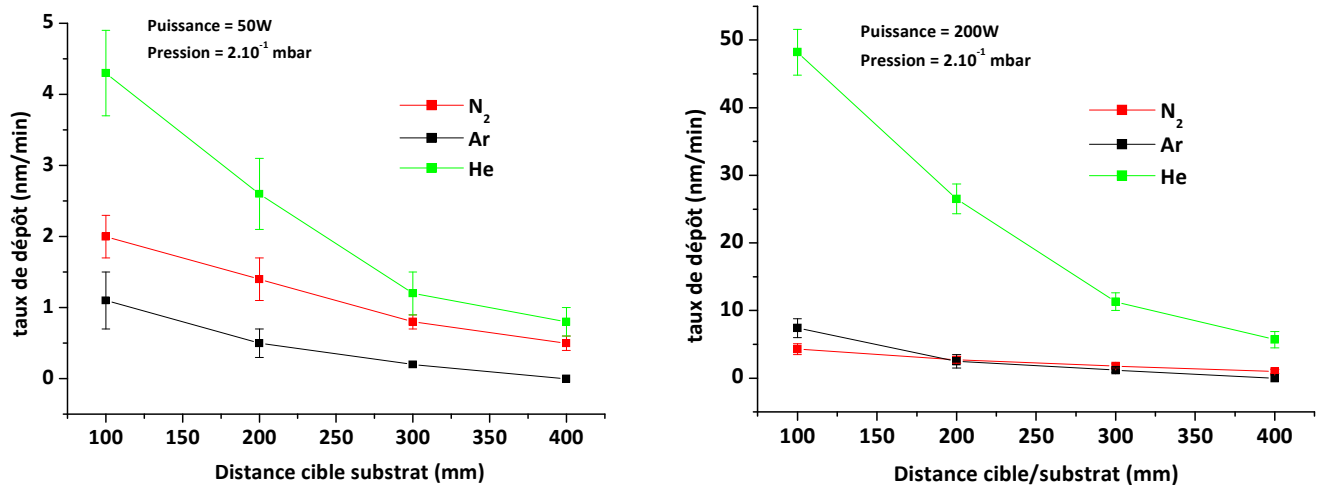 Puissance = 50W
Pression = 2.10⁻¹ mbar
N₂
Ar
He
taux de dépôt (nm/min)
5
4
3
2
1
0
100 150 200 250 300 350 400
Distance cible substrat (mm)
Puissance = 200W
Pression = 2.10⁻¹ mbar
N₂
Ar
He
taux de dépôt (nm/min)
50
40
30
20
10
0
100 150 200 250 300 350 400
Distance cible/substrat (mm)